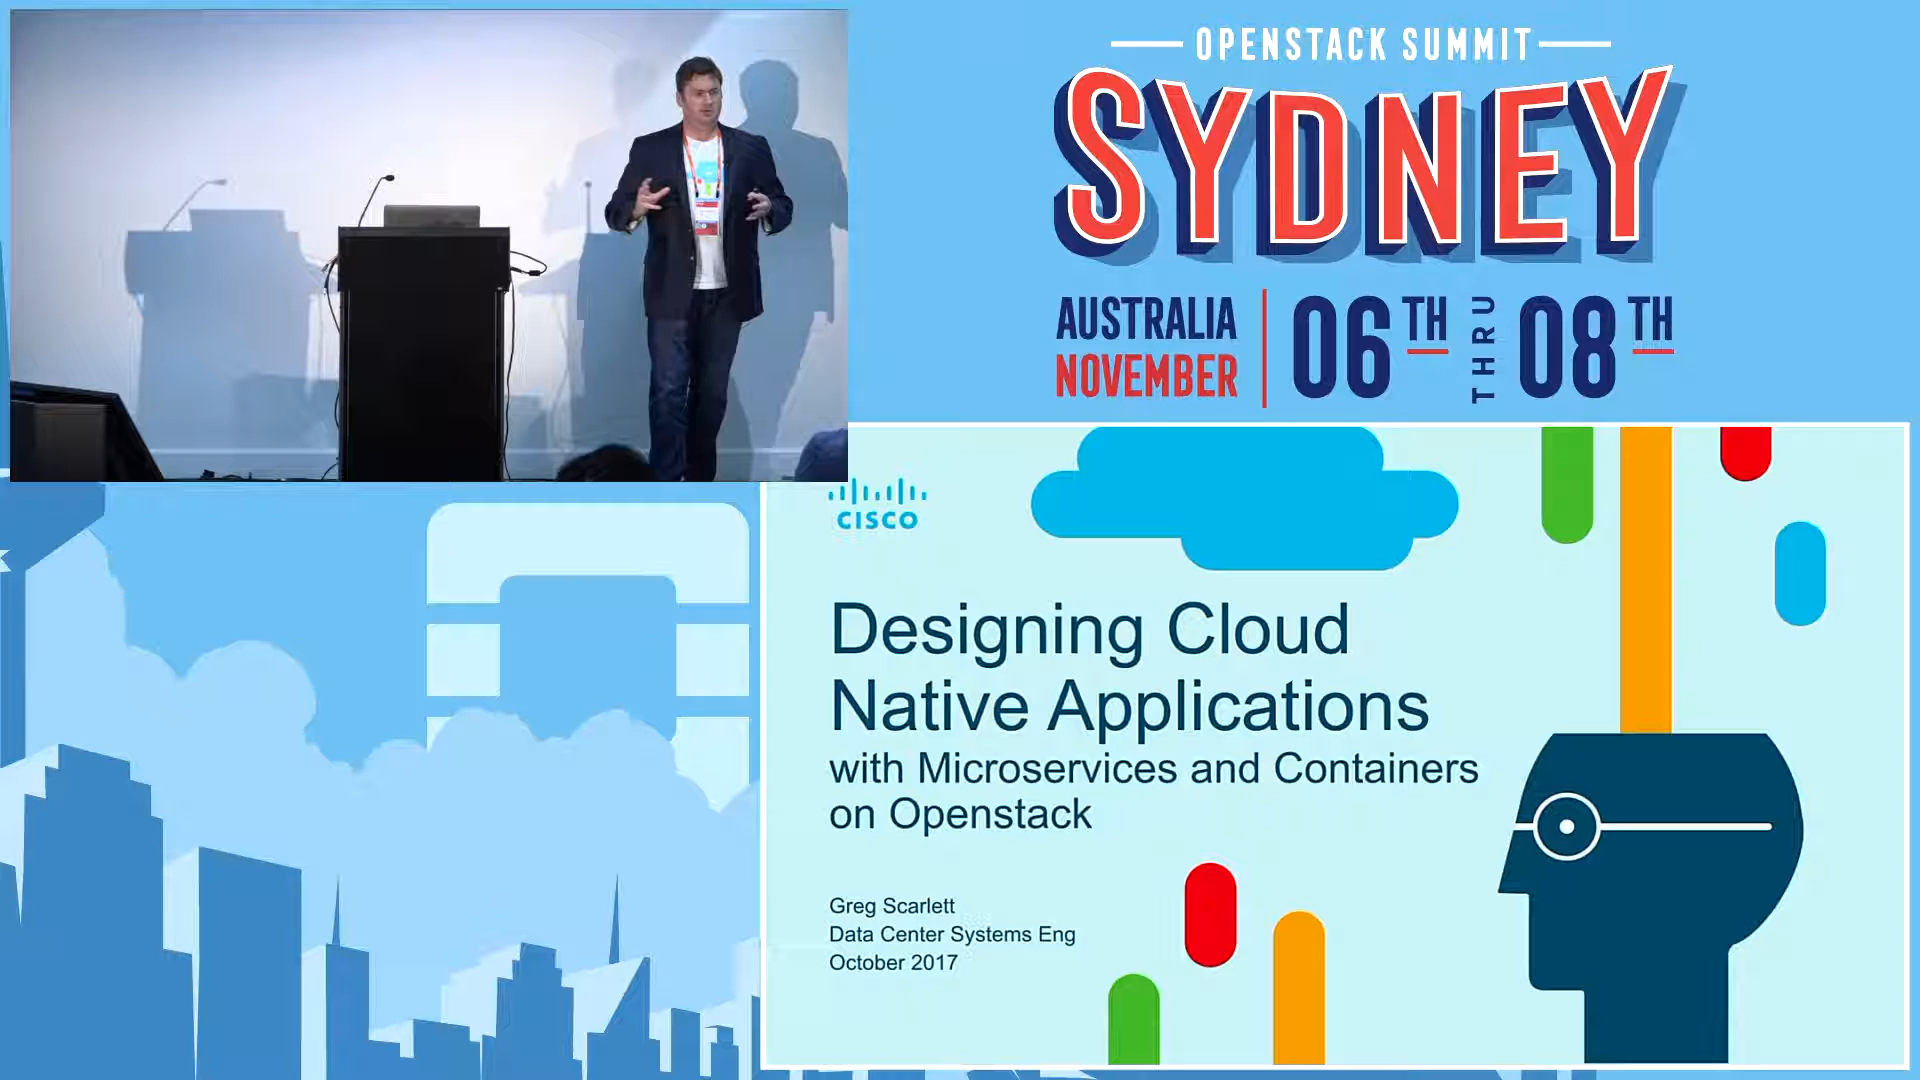 OPENSTACK SUMMIT
SYDNEY
AUSTRALIA
NOVEMBER
06TH THRU 08TH
CISCO
Designing Cloud
Native Applications
with Microservices and Containers
on Openstack
Greg Scarlett
Data Center Systems Eng
October 2017